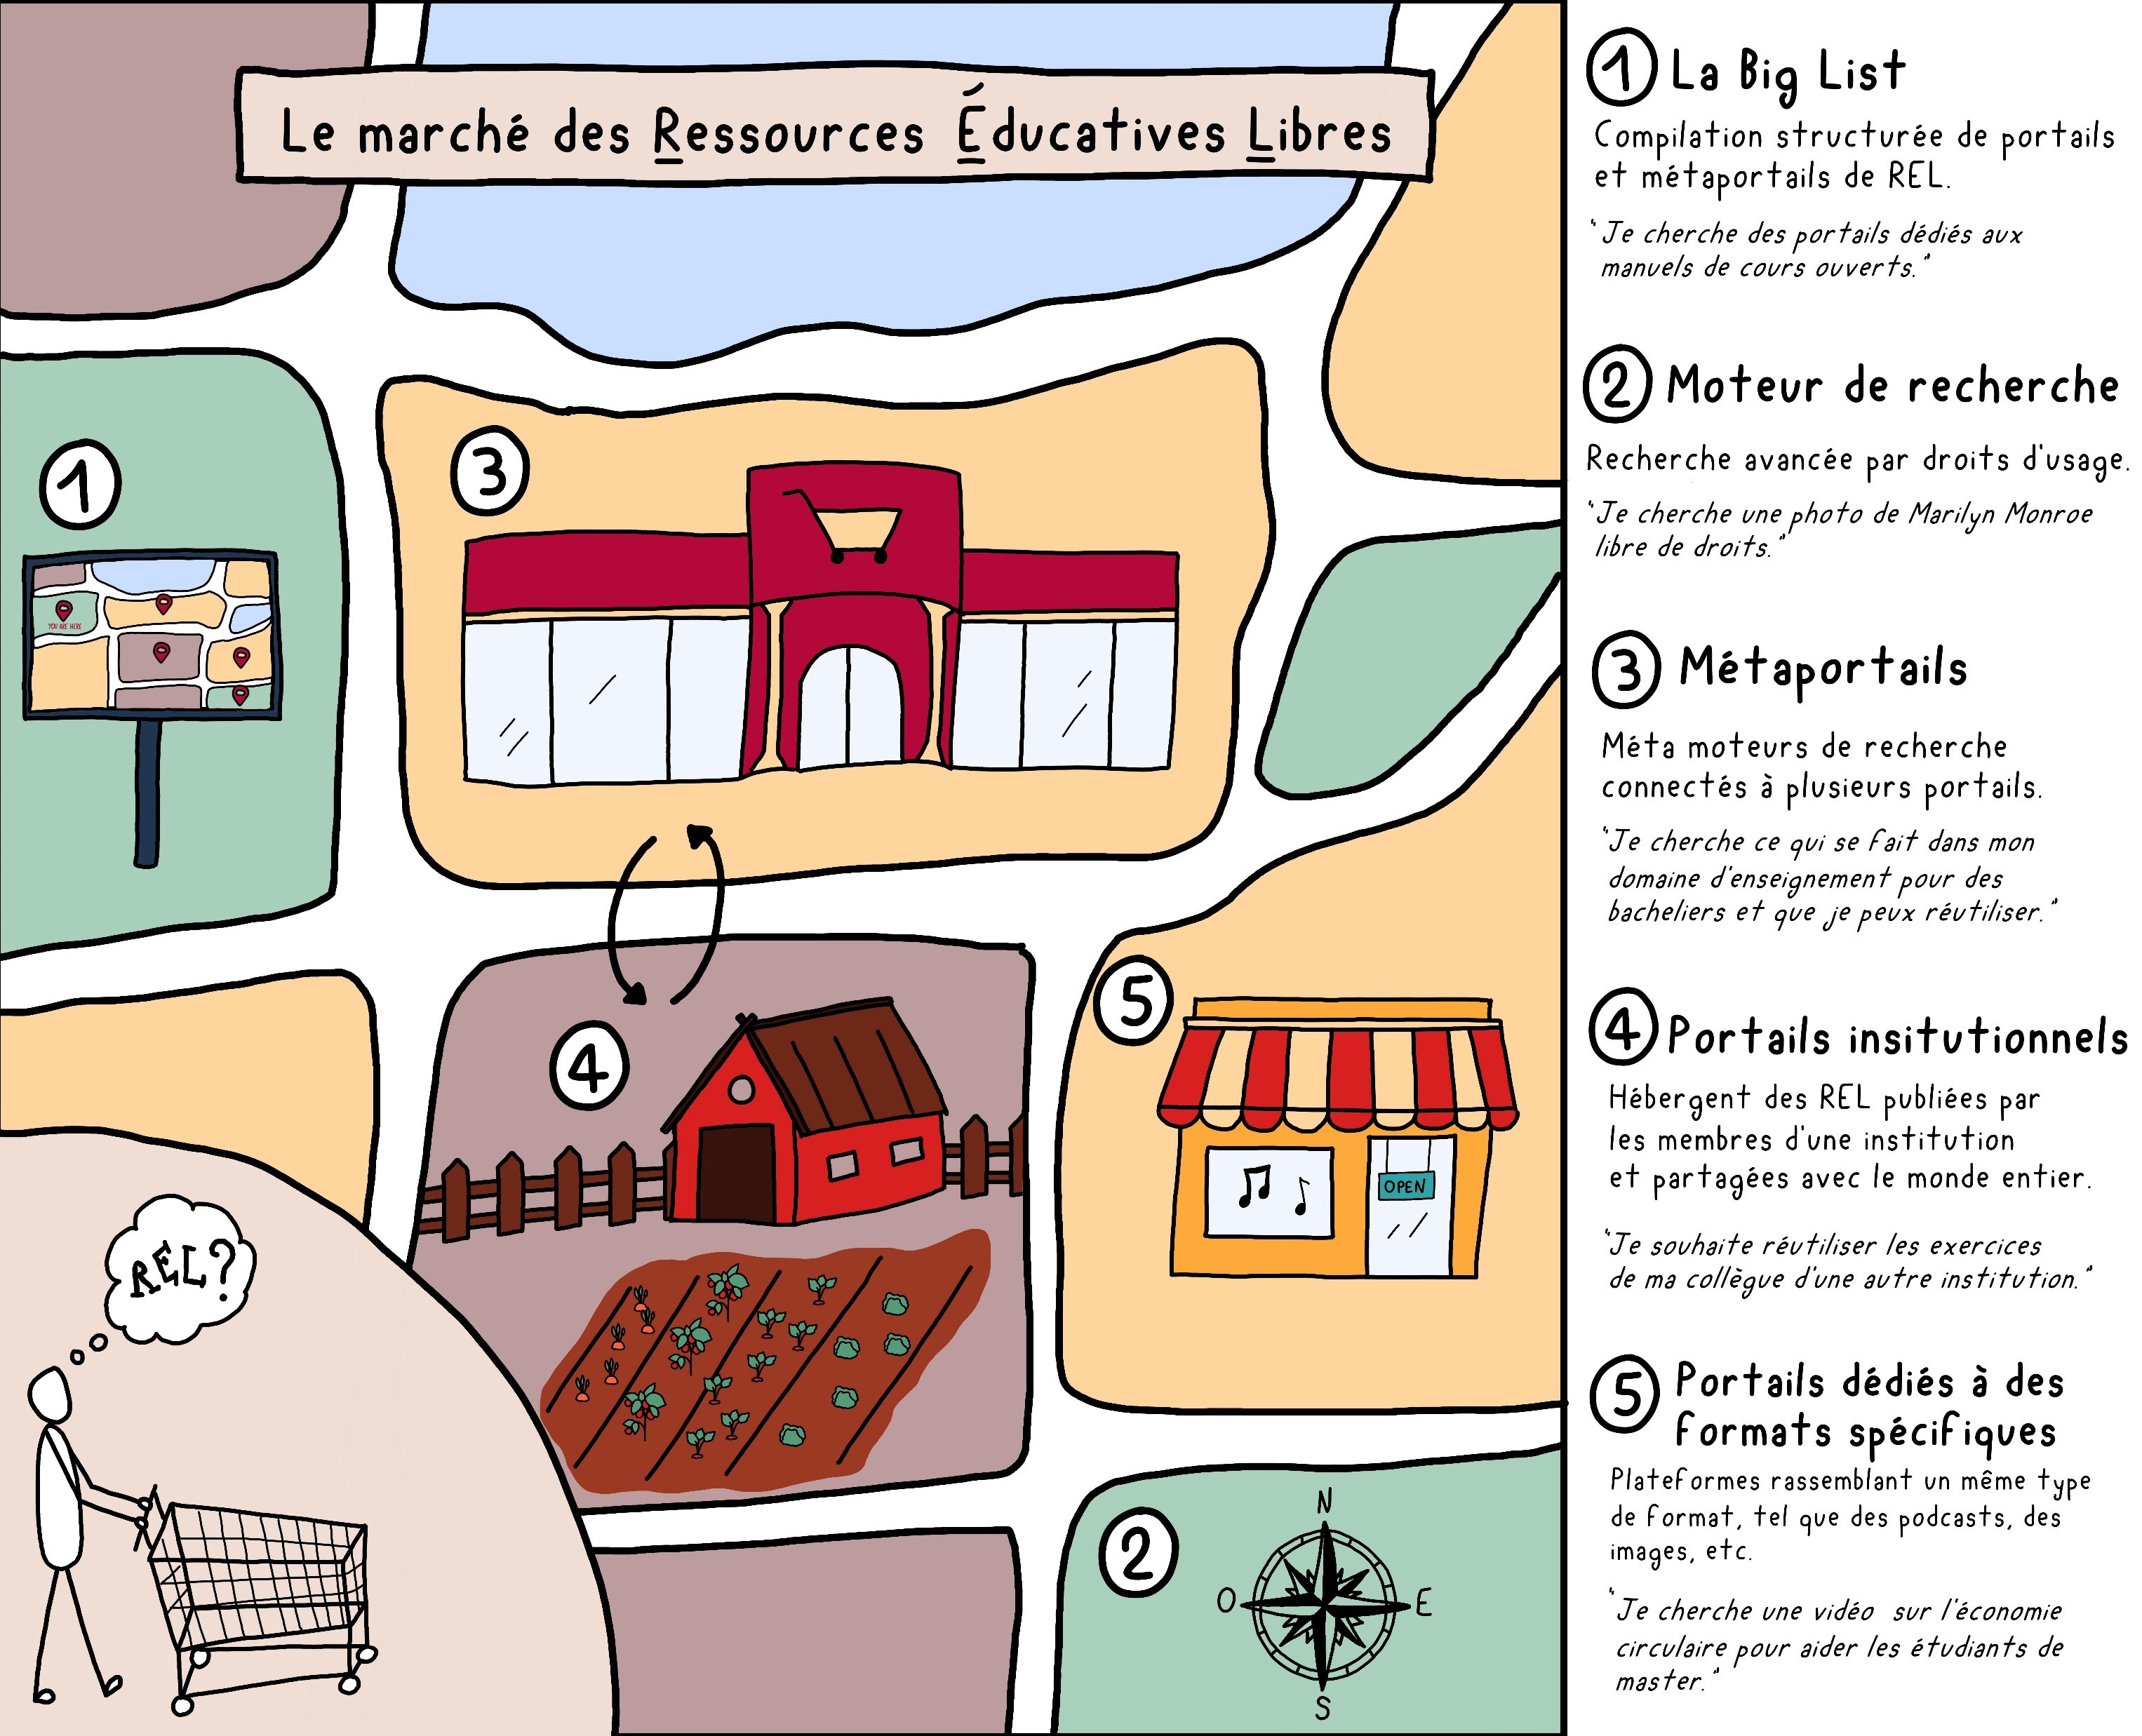 Le marché des Ressources Éducatives Libres
1
YOU ARE HERE
3
4
5
OPEN
REL?
2
N
O
E
S
1 La Big List
Compilation structurée de portails
et métaportails de REL.
"Je cherche des portails dédiés aux
manuels de cours ouverts."
2 Moteur de recherche
Recherche avancée par droits d'usage.
"Je cherche une photo de Marilyn Monroe
libre de droits."
3 Métaportails
Méta moteurs de recherche
connectés à plusieurs portails.
"Je cherche ce qui se fait dans mon
domaine d'enseignement pour des
bacheliers et que je peux réutiliser."
4 Portails insitutionnels
Hébergent des REL publiées par
les membres d'une institution
et partagées avec le monde entier.
"Je souhaite réutiliser les exercices
de ma collègue d'une autre institution."
5 Portails dédiés à des
formats spécifiques
Plateformes rassemblant un même type
de format, tel que des podcasts, des
images, etc.
"Je cherche une vidéo sur l'économie
circulaire pour aider les étudiants de
master."